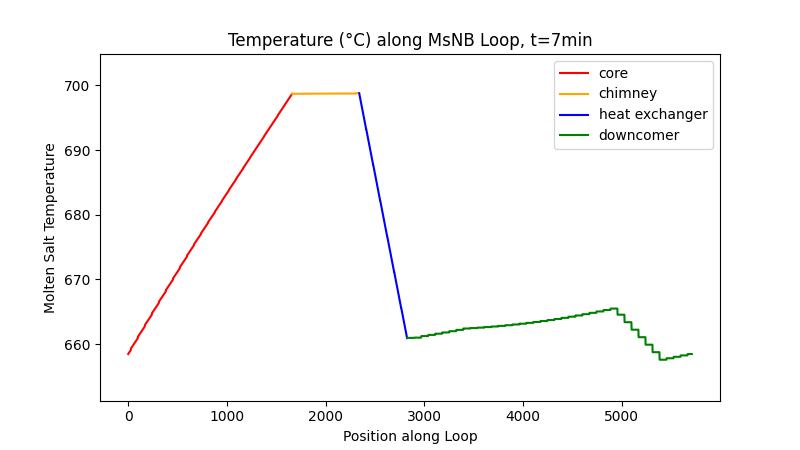 Temperature (°C) along MsNB Loop, t=7min
core
chimney
heat exchanger
downcomer
Molten Salt Temperature
700
690
680
670
660
0 1000 2000 3000 4000 5000
Position along Loop